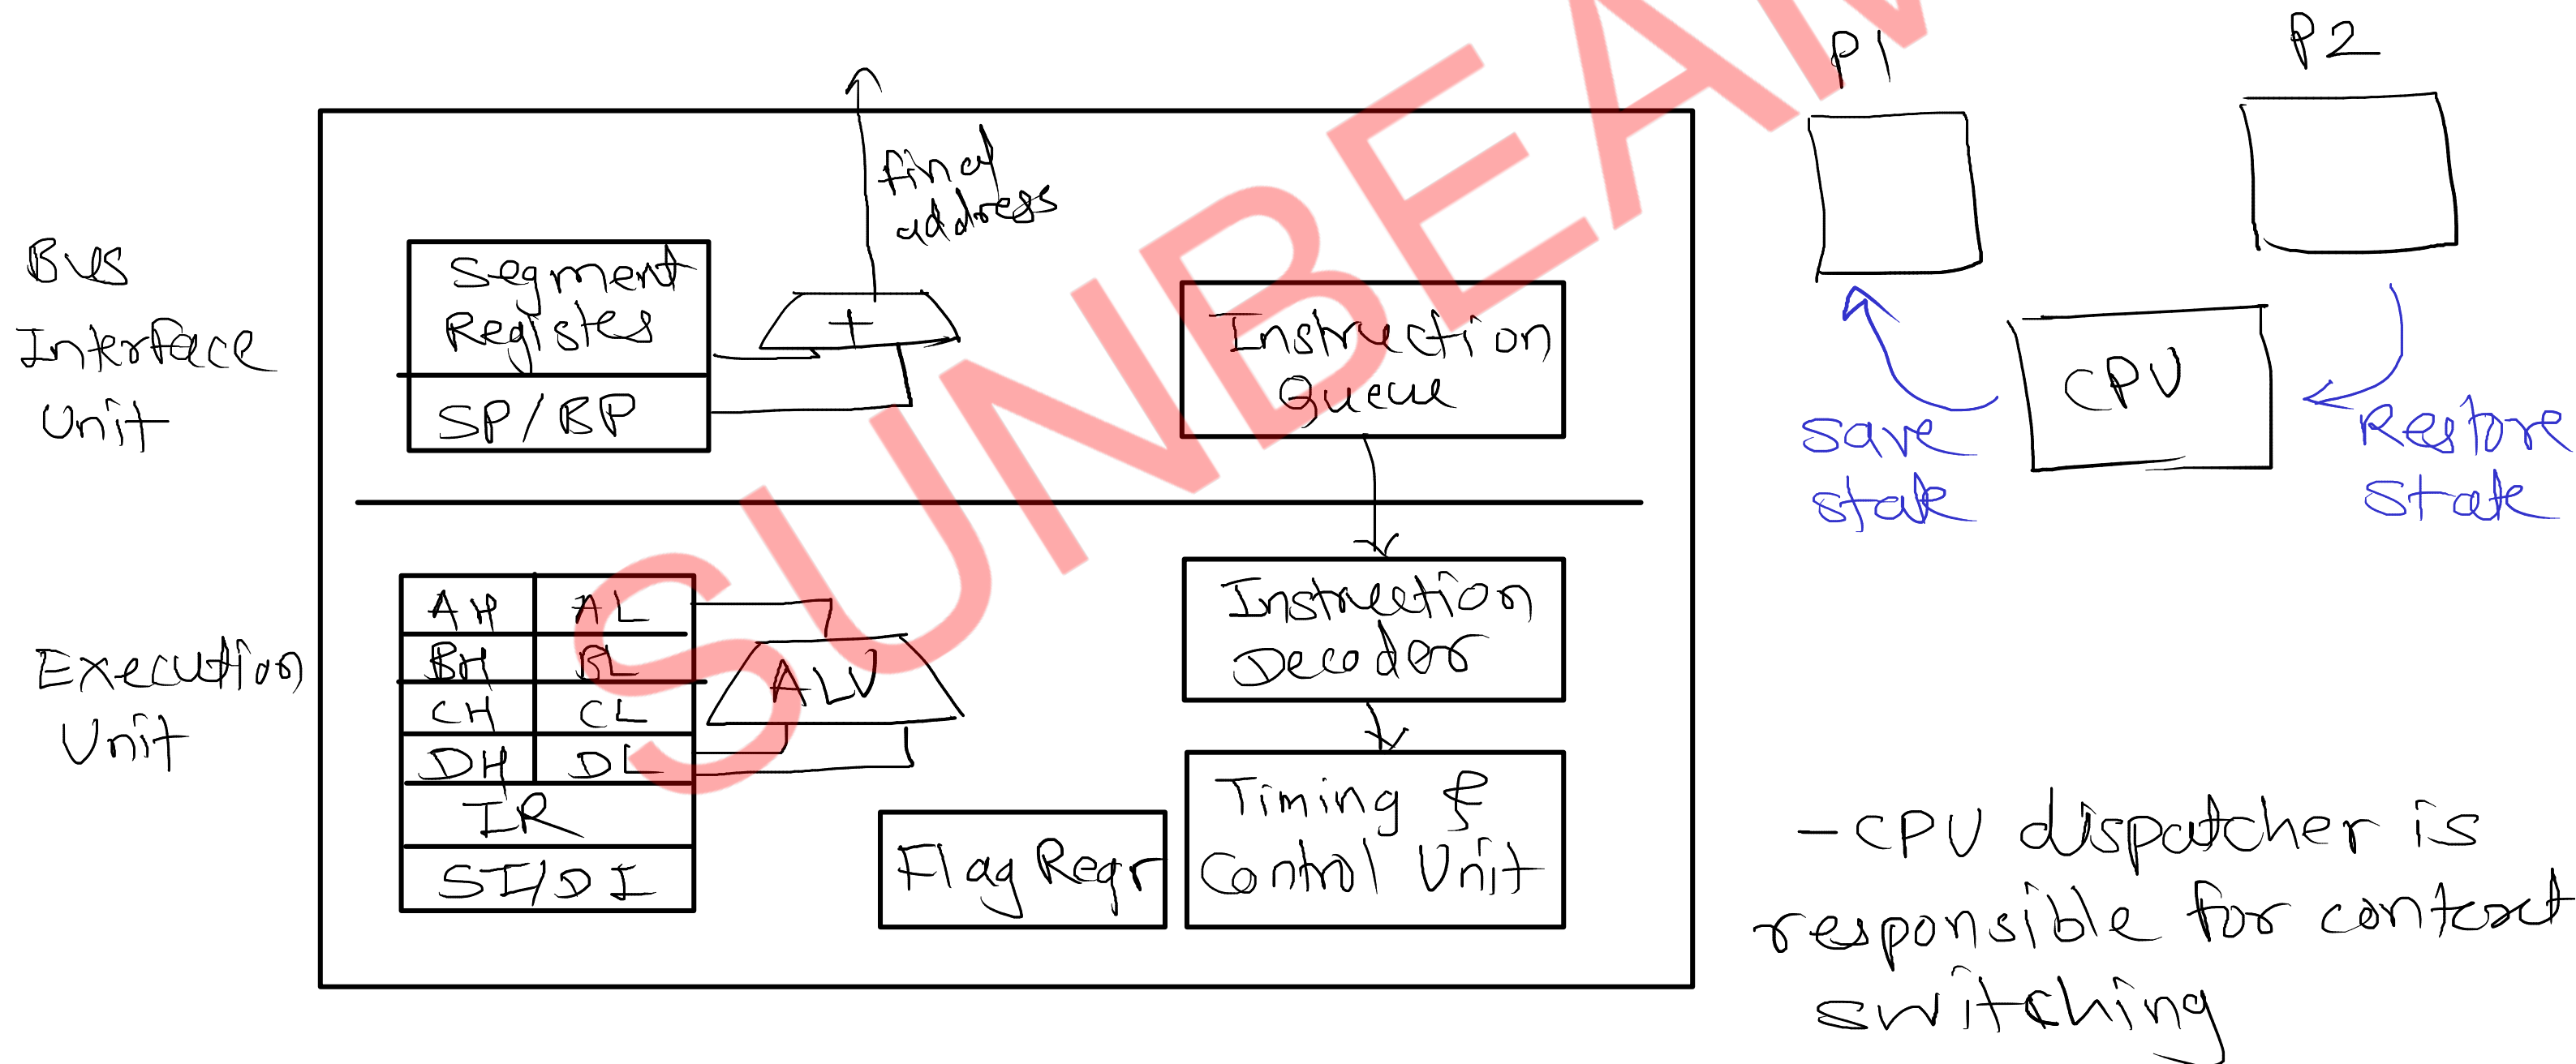 Bus
Interface
Unit
final
address
Segment
Registes
SP/BP
+
Instruction
Queue
Execution
Unit
AH AL
BH BL
CH CL
DH DL
IR
SI/DI
ALU
Flag Regr
Instruction
Decoder
Timing &
Control Unit
P1
P2
CPU
save
state
Restore
State
- CPU dispatcher is
responsible for context
switching
SUNBEAM